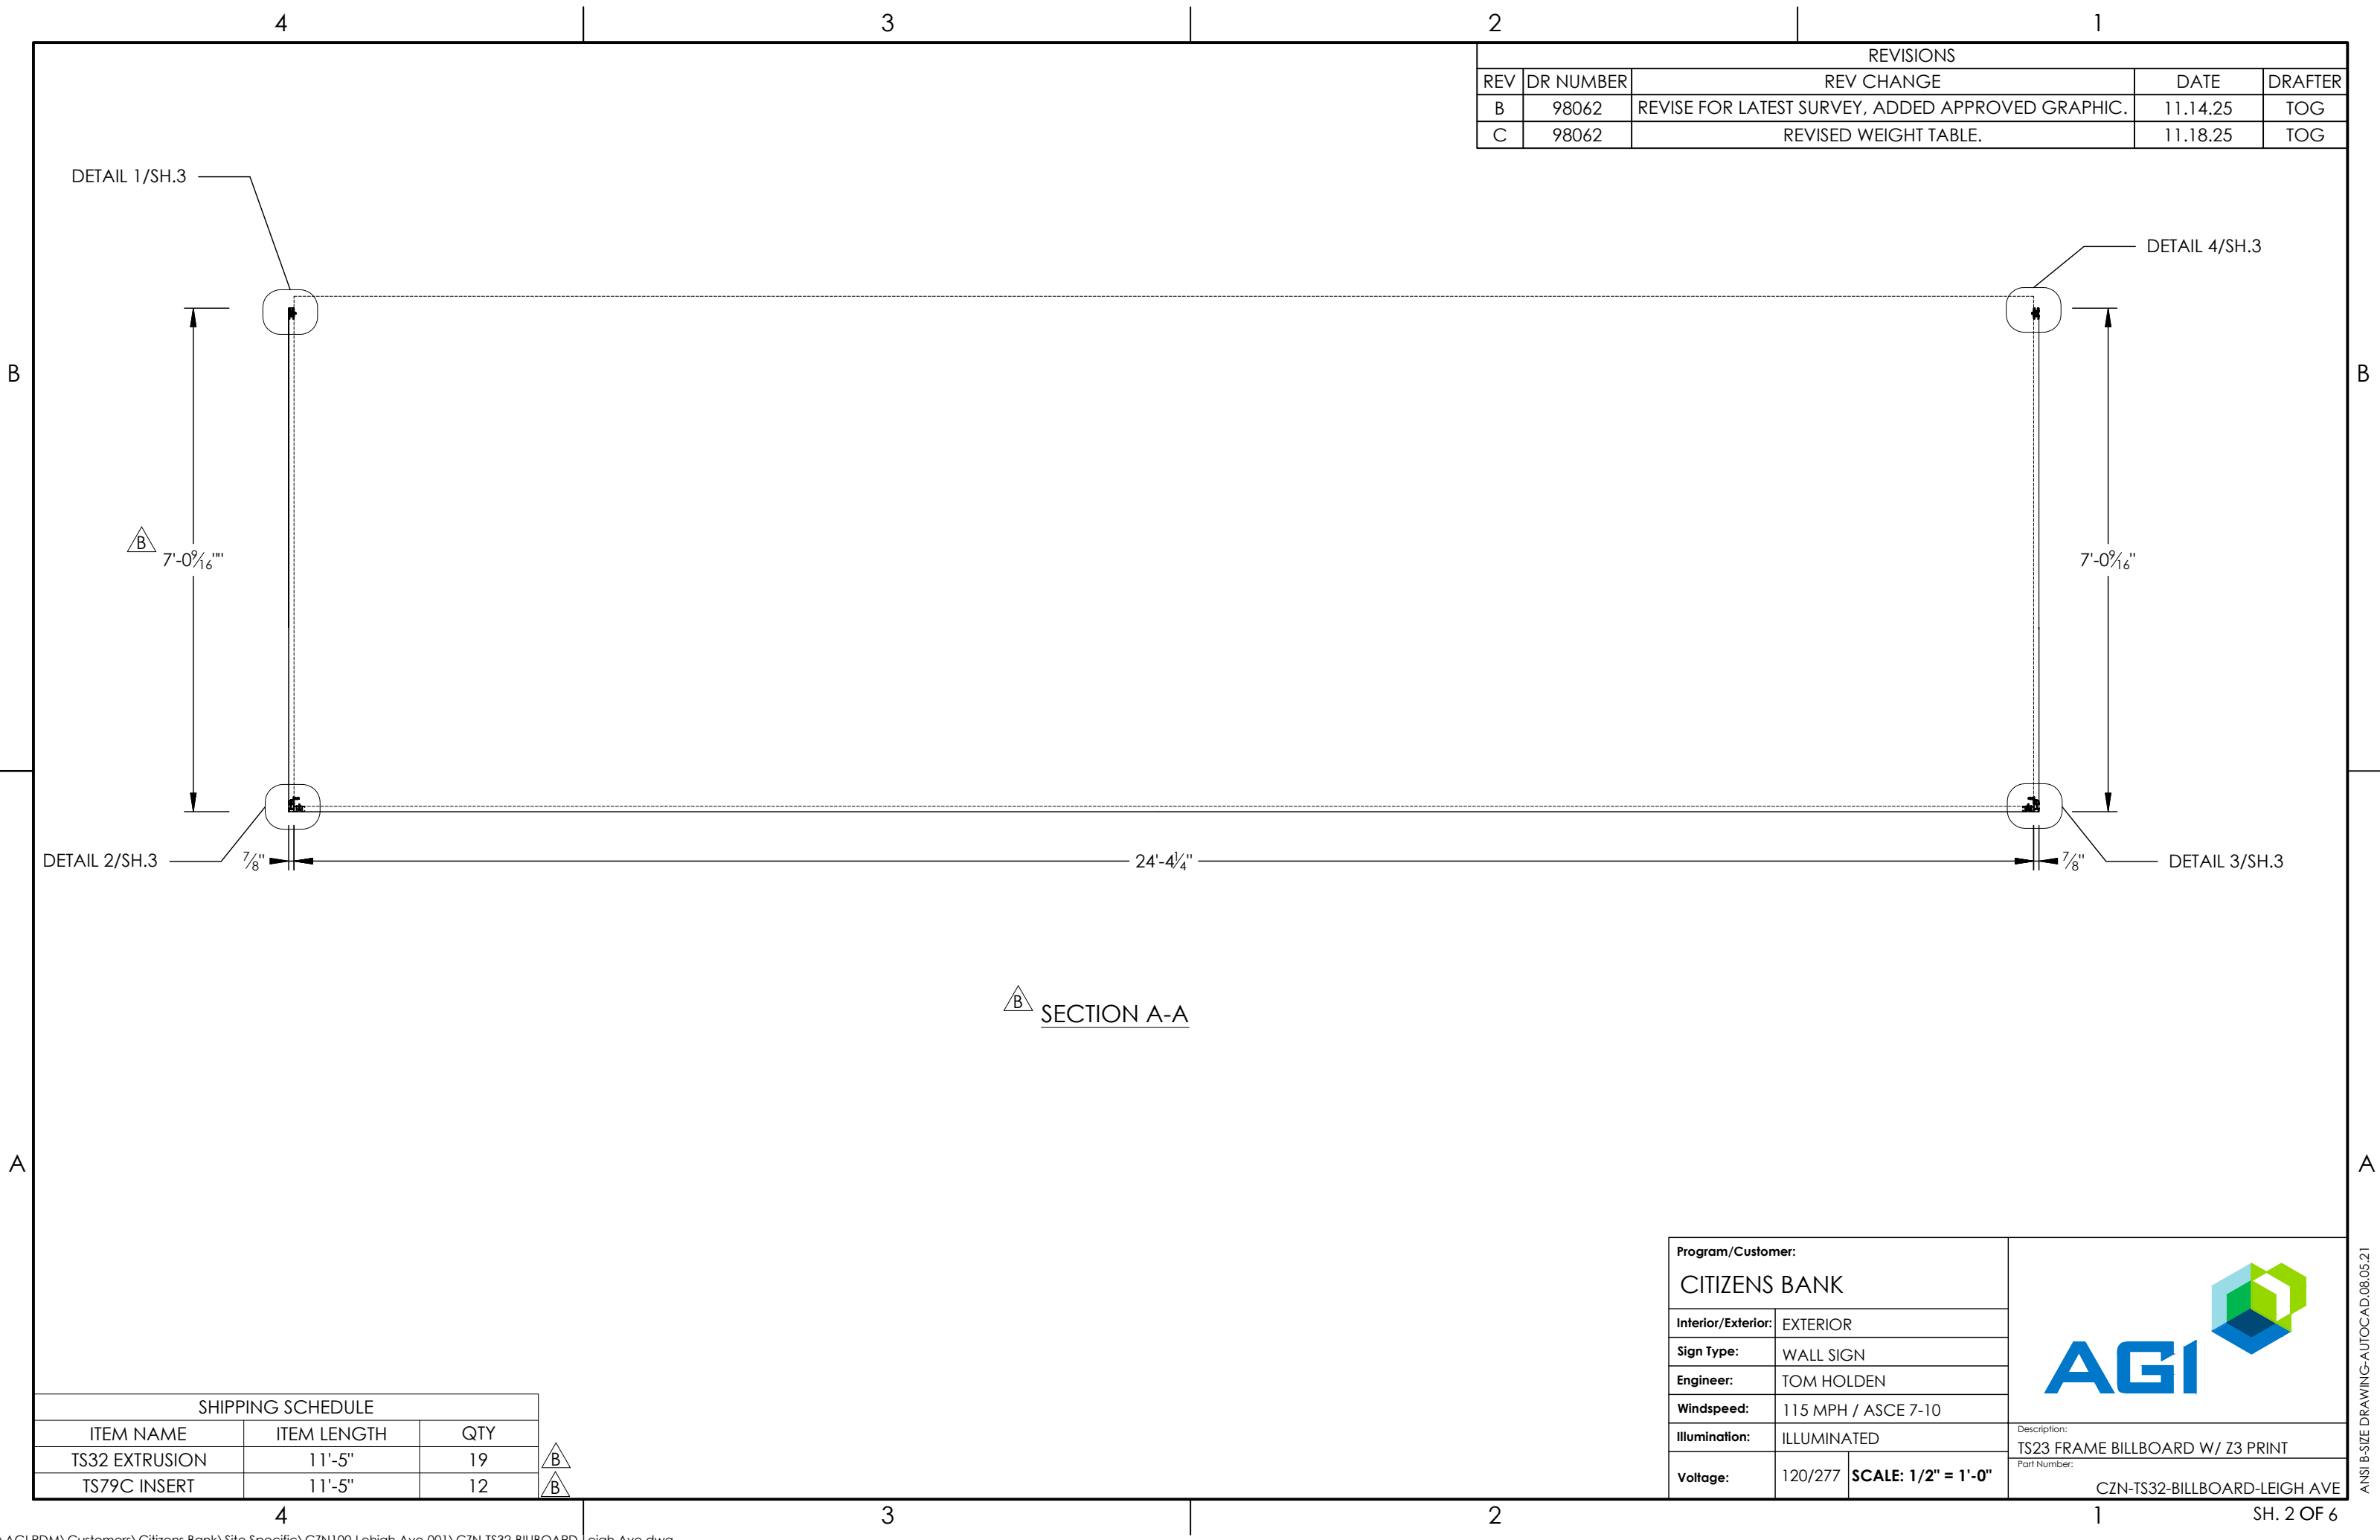 4 3 2 1
REVISIONS
REV DR NUMBER REV CHANGE DATE DRAFTER
B 98062 REVISE FOR LATEST SURVEY, ADDED APPROVED GRAPHIC. 11.14.25 TOG
C 98062 REVISED WEIGHT TABLE. 11.18.25 TOG
DETAIL 1/SH.3
DETAIL 4/SH.3
B B
B
7'-0 9/16""
7'-0 9/16"
DETAIL 2/SH.3 7/8" 24'-4 1/4" 7/8" DETAIL 3/SH.3
B SECTION A-A
A A
Program/Customer:
CITIZENS BANK
Interior/Exterior: EXTERIOR
Sign Type: WALL SIGN
Engineer: TOM HOLDEN
Windspeed: 115 MPH / ASCE 7-10
Illumination: ILLUMINATED
Voltage: 120/277 SCALE: 1/2" = 1'-0"
AGI
Description:
TS23 FRAME BILLBOARD W/ Z3 PRINT
Part Number:
CZN-TS32-BILLBOARD-LEIGH AVE
ANSI B-SIZE DRAWING-AUTOCAD.08.05.21
SHIPPING SCHEDULE
ITEM NAME ITEM LENGTH QTY
TS32 EXTRUSION 11'-5" 19 B
TS79C INSERT 11'-5" 12 B
4 3 2 1
SH. 2 OF 6